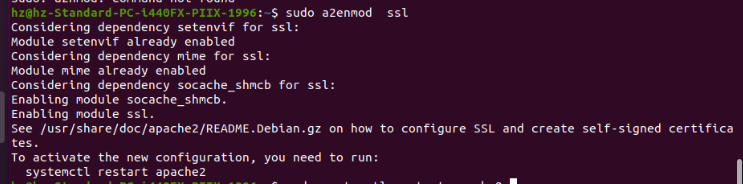 hz@hz-Standard-PC-i440FX-PIIX-1996:~$ sudo a2enmod  ssl
Considering dependency setenvif for ssl:
Module setenvif already enabled
Considering dependency mime for ssl:
Module mime already enabled
Considering dependency socache_shmcb for ssl:
Enabling module socache_shmcb.
Enabling module ssl.
See /usr/share/doc/apache2/README.Debian.gz on how to configure SSL and create self-signed certifica
tes.
To activate the new configuration, you need to run:
  systemctl restart apache2